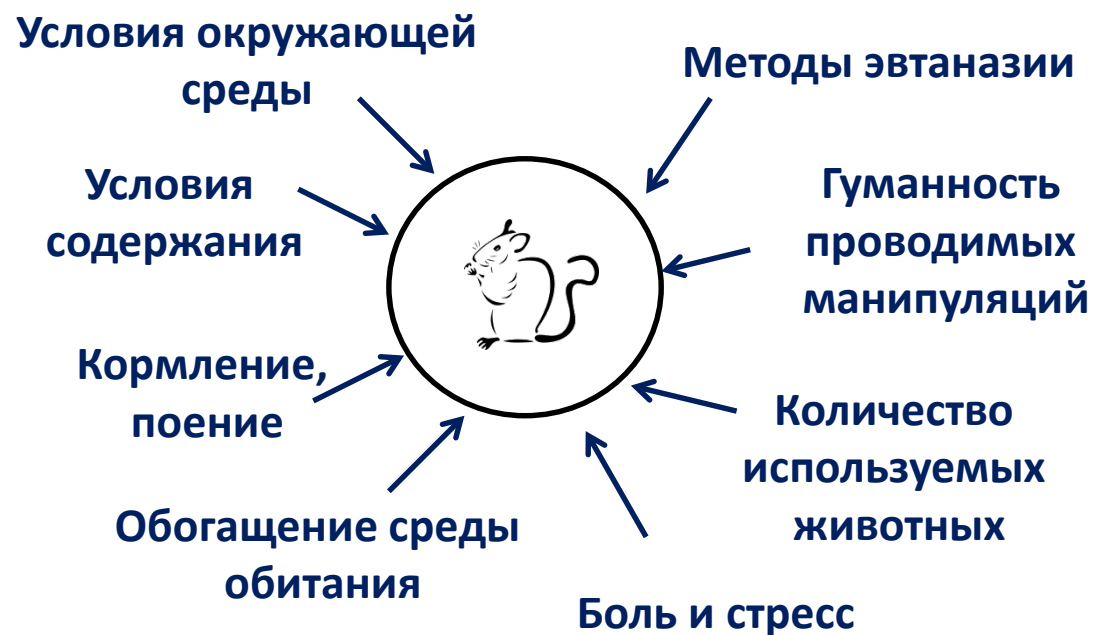 Условия окружающей
среды
Методы эвтаназии
Условия
содержания
Гуманность
проводимых
манипуляций
Кормление,
поение
Количество
используемых
животных
Обогащение среды
обитания
Боль и стресс